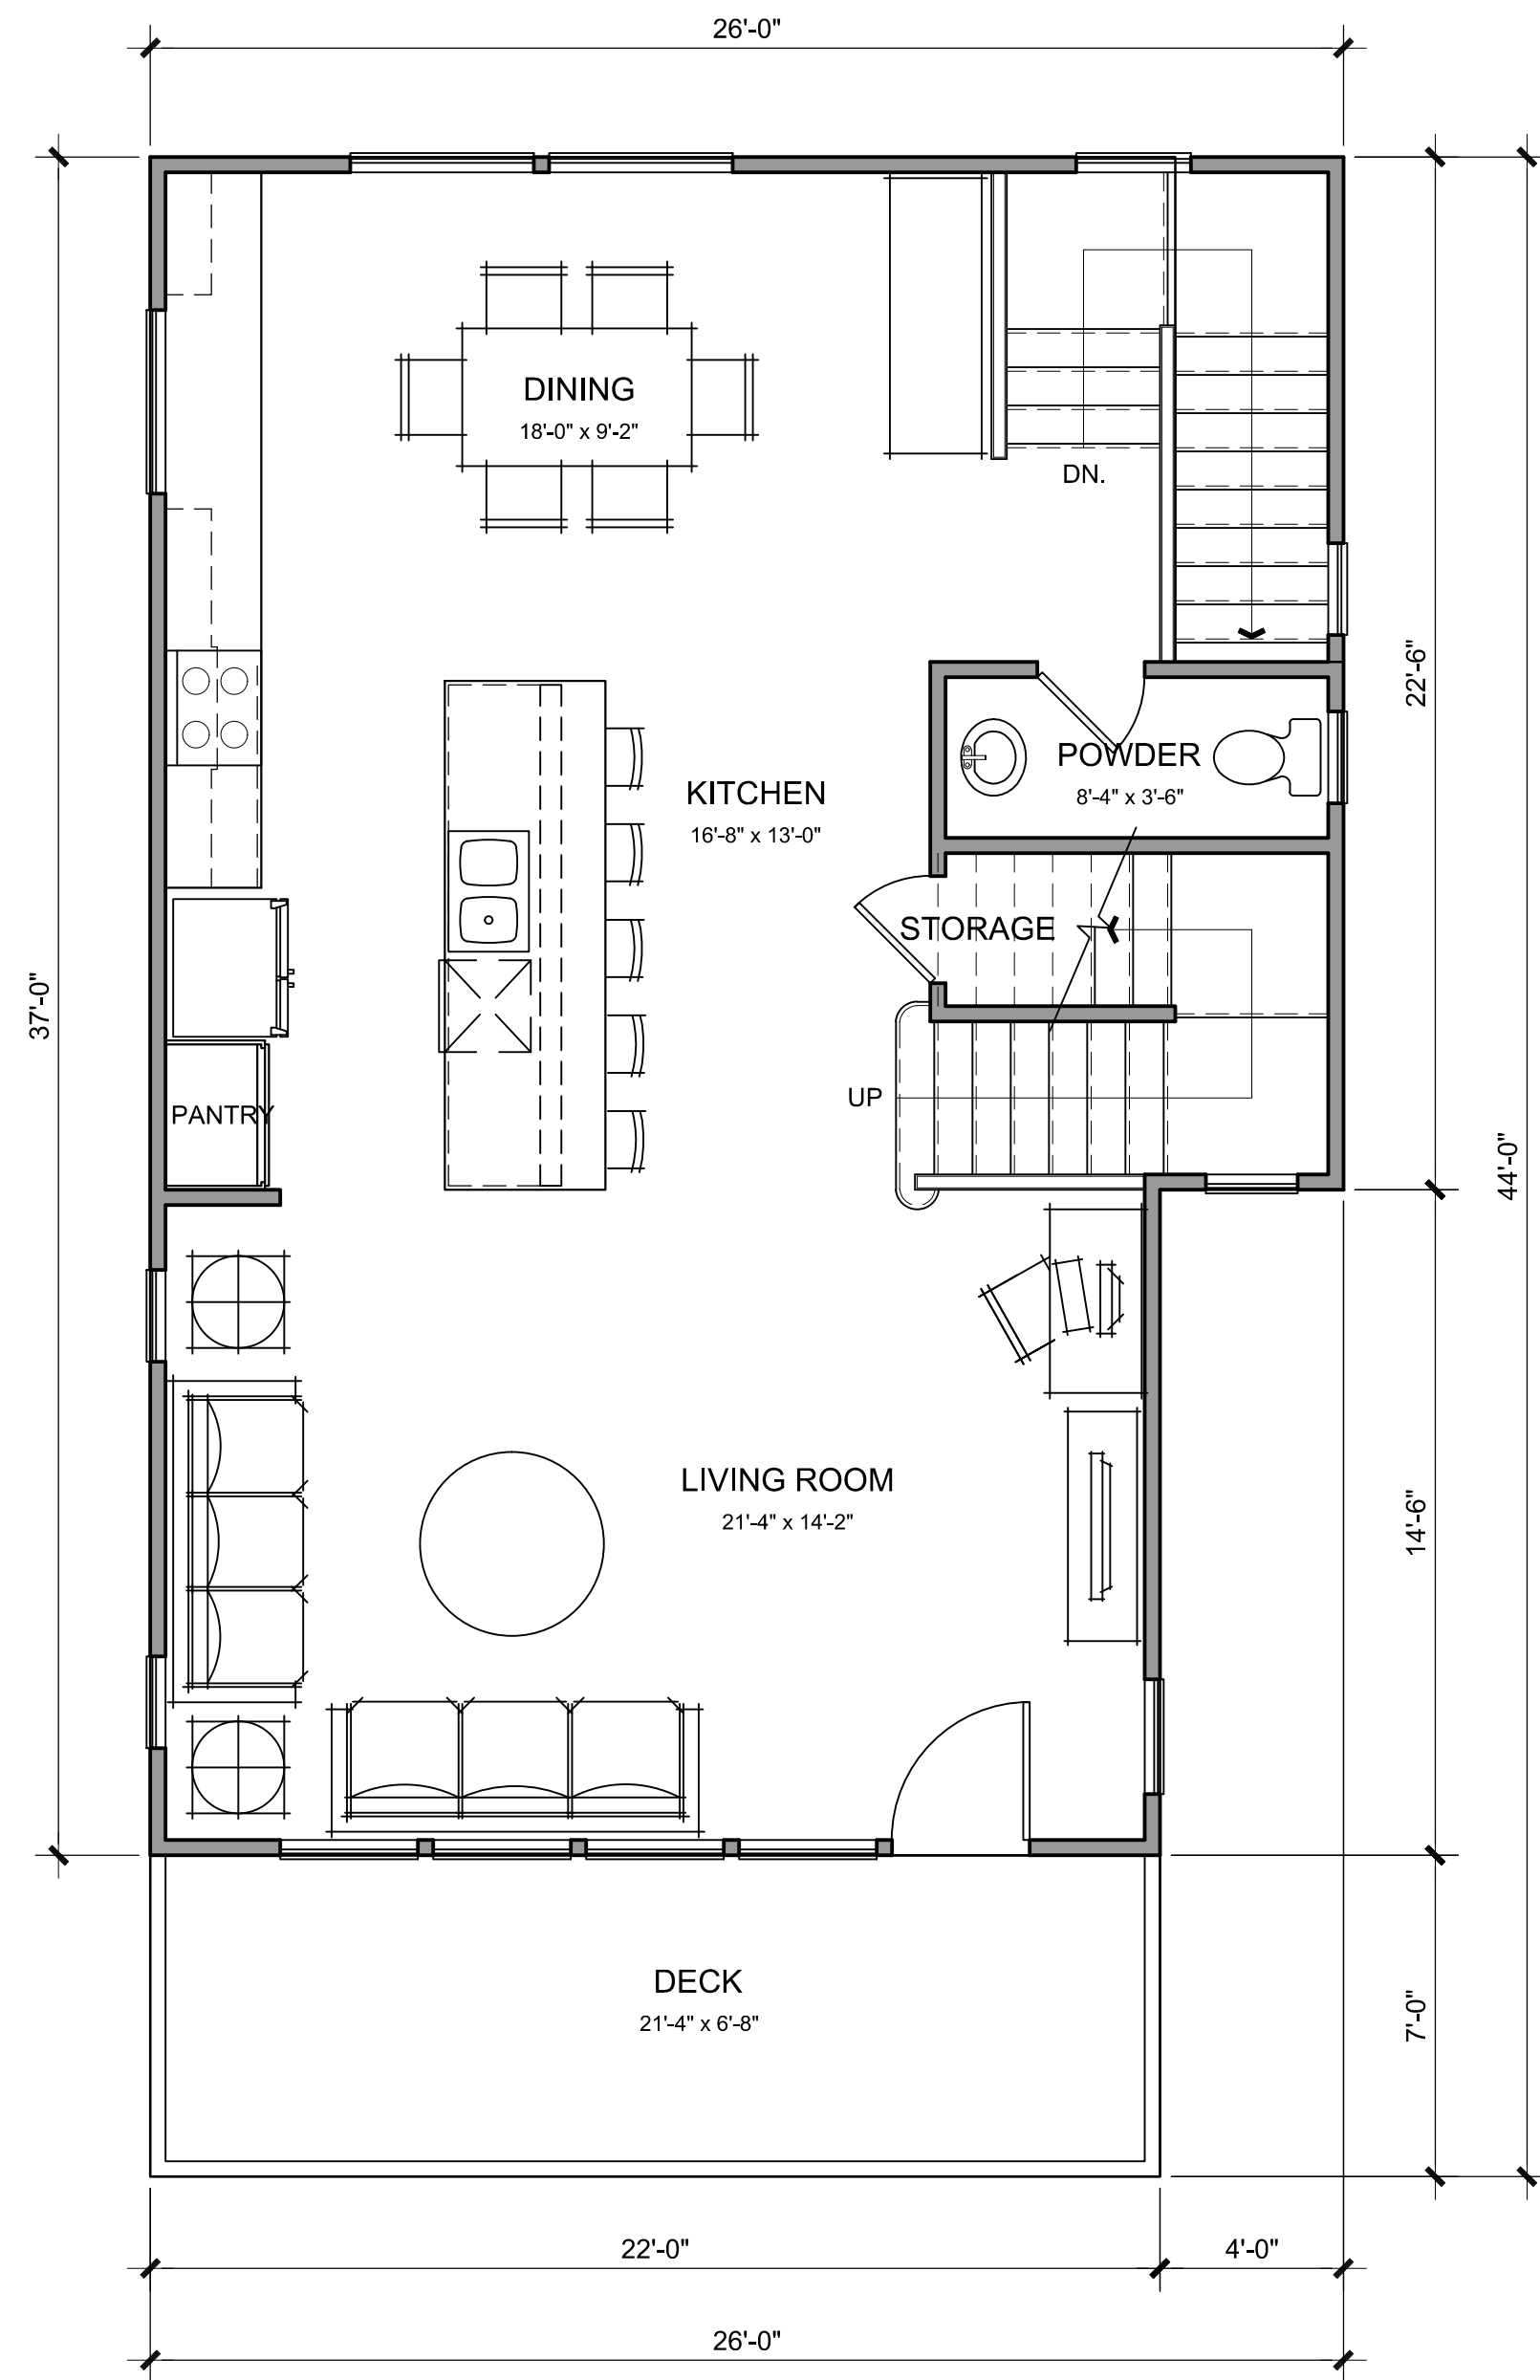 26'-0"
DINING
18'-0" x 9'-2"
DN.
22'-6"
POWDER
8'-4" x 3'-6"
KITCHEN
16'-8" x 13'-0"
STORAGE
37'-0"
UP
PANTRY
44'-0"
LIVING ROOM
21'-4" x 14'-2"
14'-6"
DECK
21'-4" x 6'-8"
7'-0"
22'-0"
4'-0"
26'-0"